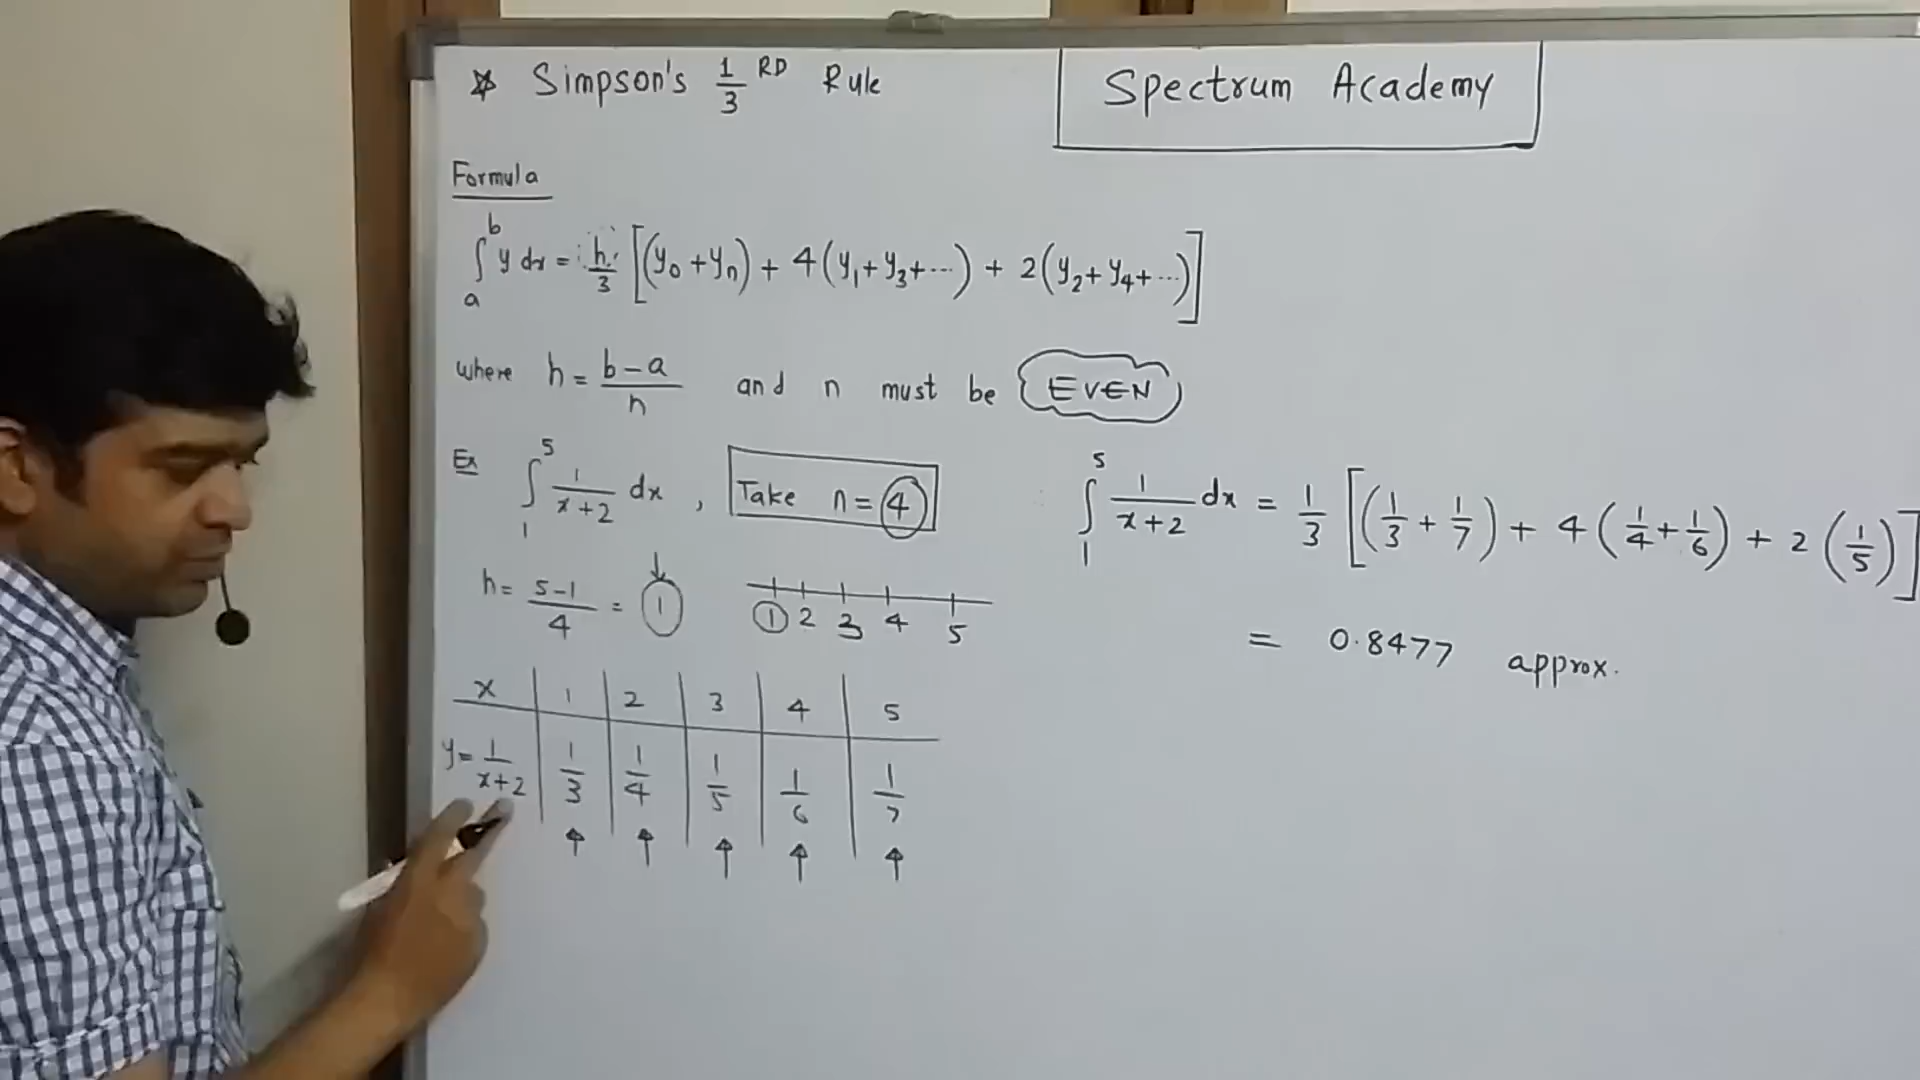 ☆ Simpson's 1/3 RD Rule
Spectrum Academy
Formula
∫_a^b y dx = h/3 [(y₀ + yₙ) + 4(y₁ + y₃ + ...) + 2(y₂ + y₄ + ...)]
where h = (b-a)/n and n must be EVEN
Ex ∫_1^5 1/(x+2) dx , Take n = 4
h = (5-1)/4 = 1
1 2 3 4 5
x | 1 | 2 | 3 | 4 | 5
y = 1/(x+2) | 1/3 | 1/4 | 1/5 | 1/6 | 1/7
∫_1^5 1/(x+2) dx = 1/3 [(1/3 + 1/7) + 4(1/4 + 1/6) + 2(1/5)]
= 0.8477 approx.